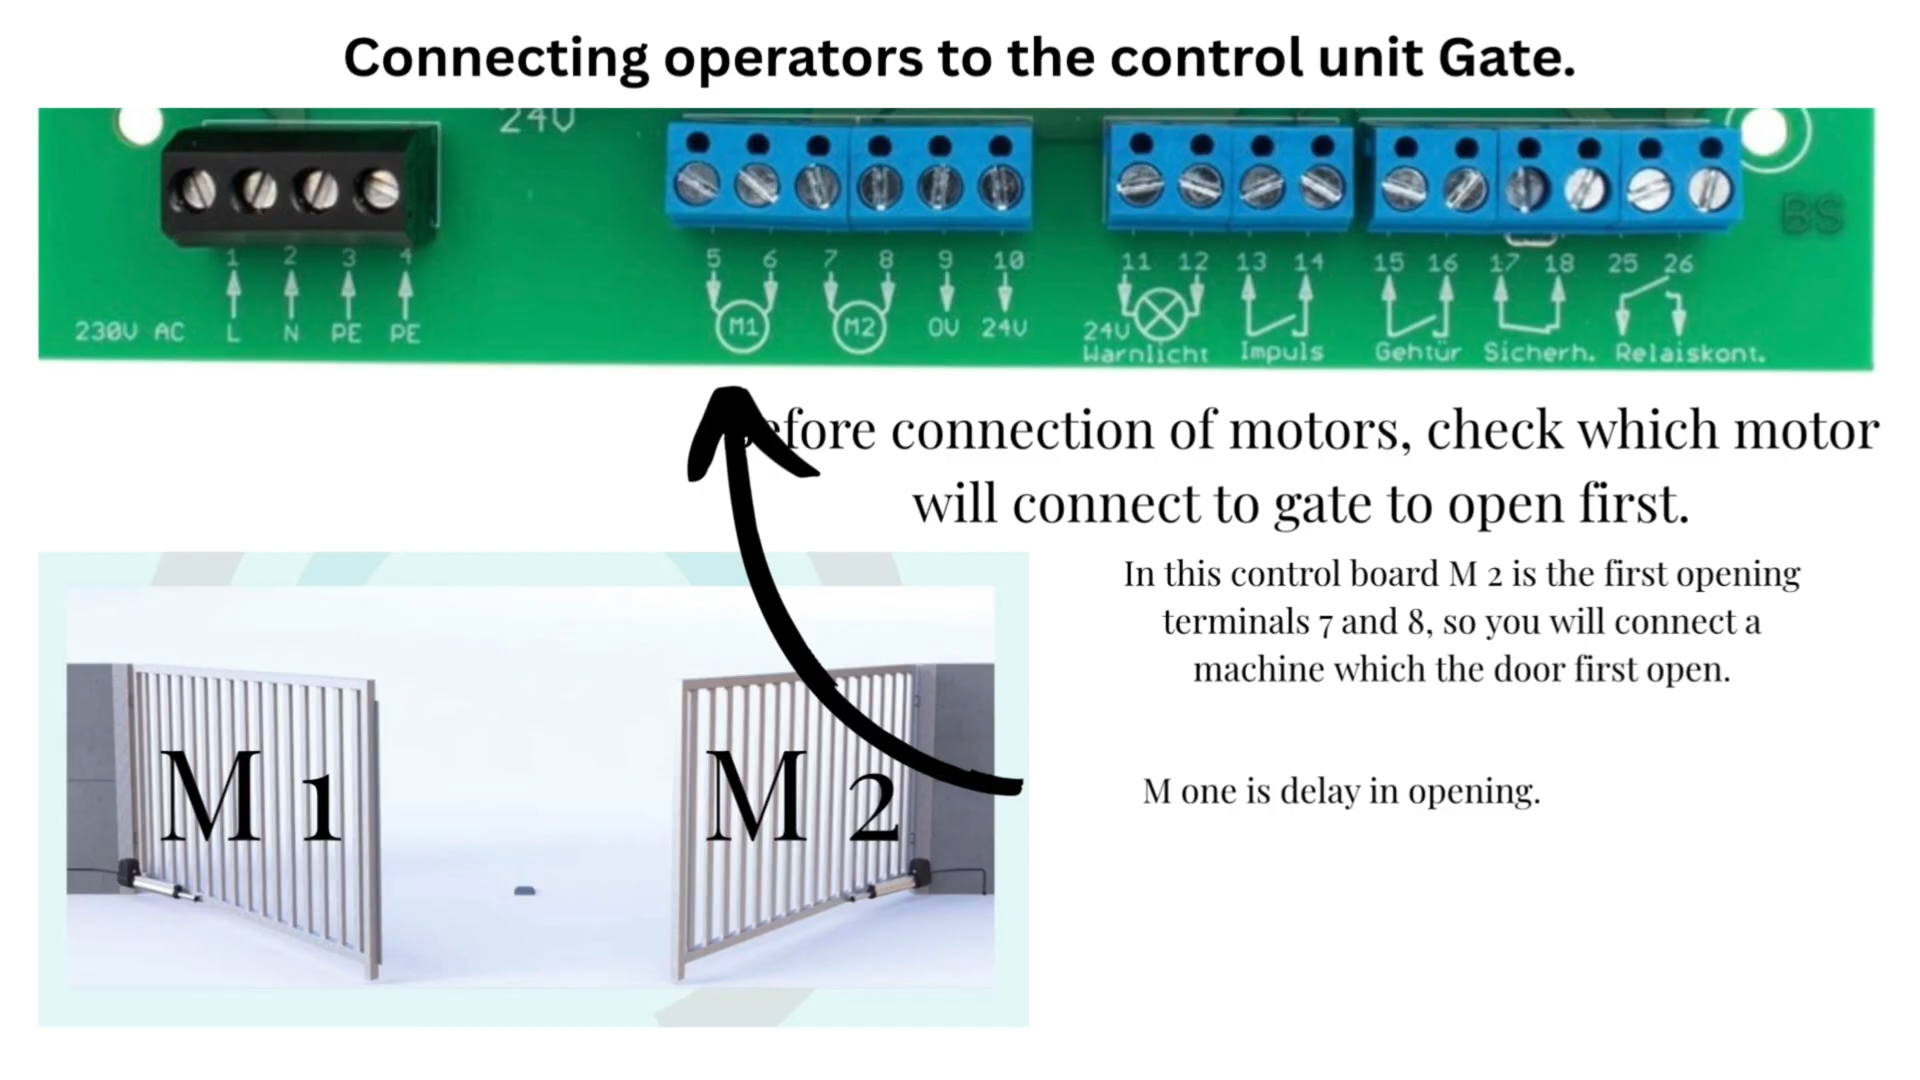 Connecting operators to the control unit Gate.
24V
BS
1 2 3 4 5 6 7 8 9 10 11 12 13 14 15 16 17 18 25 26
230V AC L N PE PE M1 M2 0V 24V 24V
Warnlicht Impuls Gehtür Sicherh. Relaiskont.
efore connection of motors, check which motor
will connect to gate to open first.
In this control board M 2 is the first opening
terminals 7 and 8, so you will connect a
machine which the door first open.
M 1 M 2
M one is delay in opening.